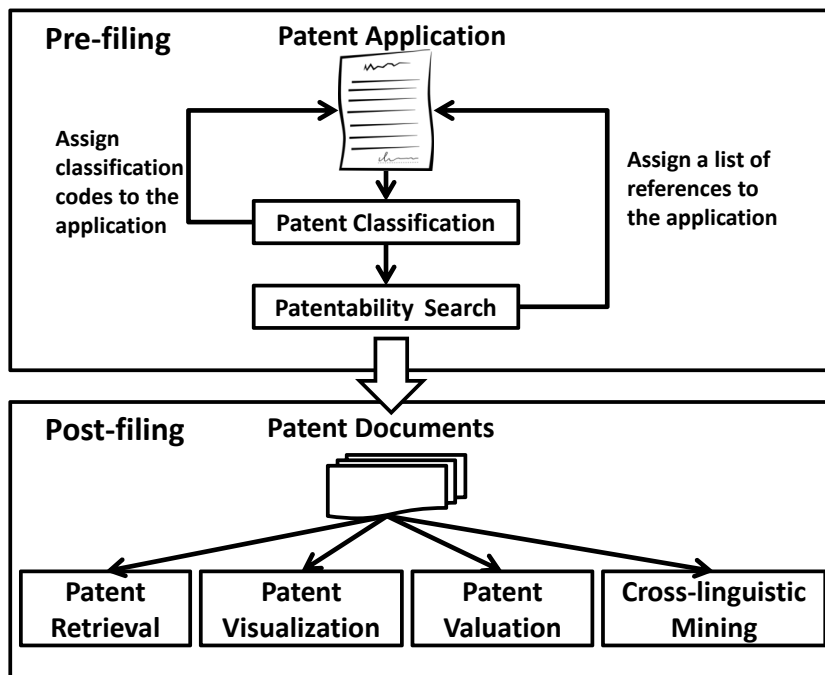 Pre-filing
Patent Application
Assign
classification
codes to the
application
Assign a list of
references to
the application
Patent Classification
Patentability Search
Post-filing
Patent Documents
Patent
Retrieval
Patent
Visualization
Patent
Valuation
Cross-linguistic
Mining